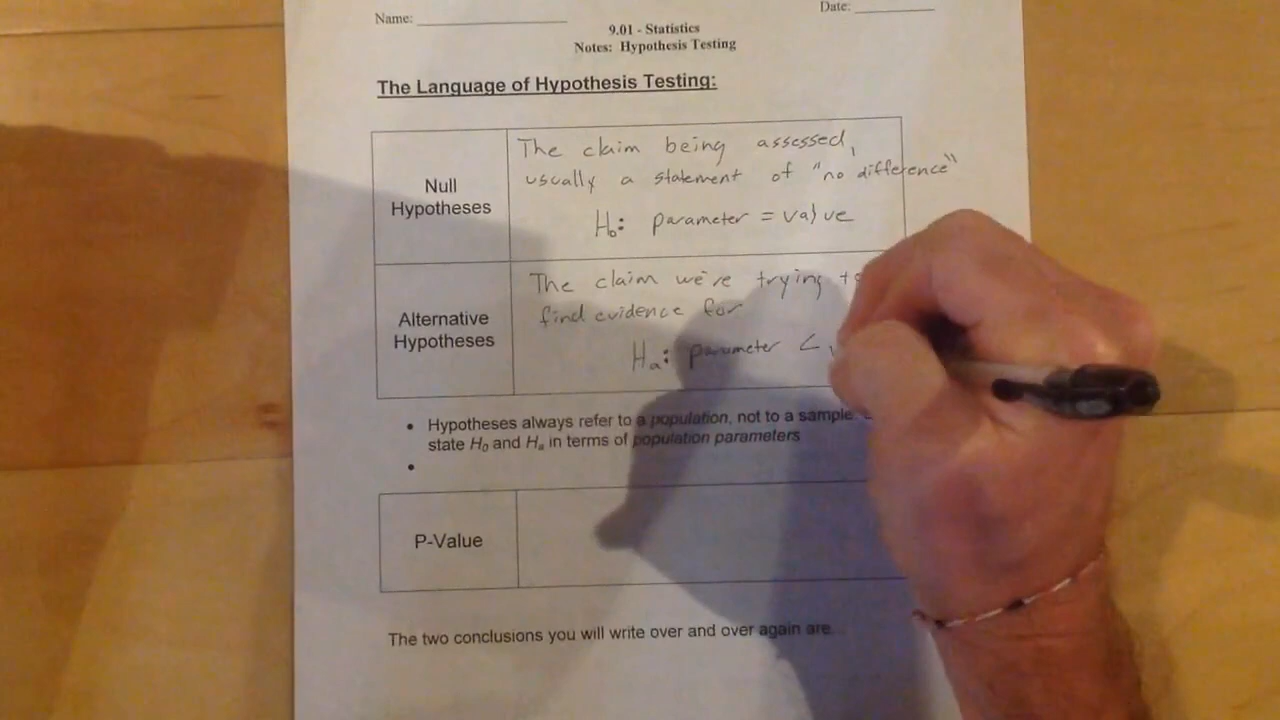 Name: ____________ Date: ____________
9.01 - Statistics
Notes: Hypothesis Testing
The Language of Hypothesis Testing:
Null
Hypotheses
The claim being assessed,
usually a statement of "no difference"
H₀: parameter = value
Alternative
Hypotheses
The claim we're trying
find evidence for
Hₐ: parameter <
• Hypotheses always refer to a population, not to a sample.
state H₀ and Hₐ in terms of population parameters
•
P-Value
The two conclusions you will write over and over again are...